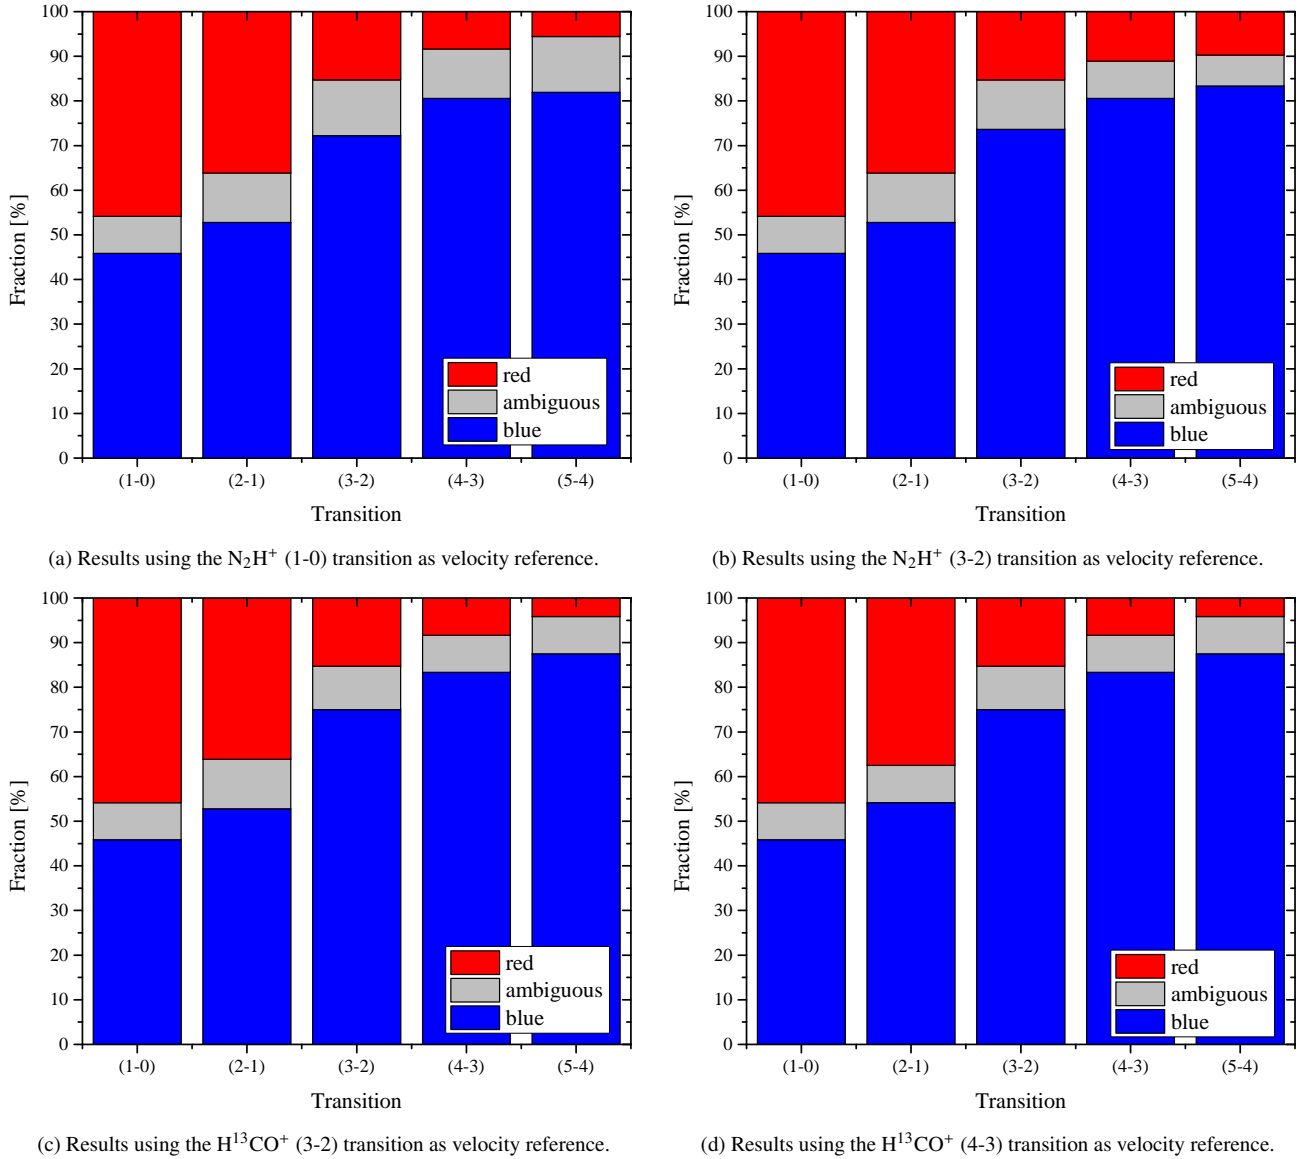 100
90
80
70
60
50
40
30
20
10
0
Fraction [%]
red
ambiguous
blue
(1-0) (2-1) (3-2) (4-3) (5-4)
Transition
(a) Results using the N₂H⁺ (1-0) transition as velocity reference.
100
90
80
70
60
50
40
30
20
10
0
Fraction [%]
red
ambiguous
blue
(1-0) (2-1) (3-2) (4-3) (5-4)
Transition
(b) Results using the N₂H⁺ (3-2) transition as velocity reference.
100
90
80
70
60
50
40
30
20
10
0
Fraction [%]
red
ambiguous
blue
(1-0) (2-1) (3-2) (4-3) (5-4)
Transition
(c) Results using the H¹³CO⁺ (3-2) transition as velocity reference.
100
90
80
70
60
50
40
30
20
10
0
Fraction [%]
red
ambiguous
blue
(1-0) (2-1) (3-2) (4-3) (5-4)
Transition
(d) Results using the H¹³CO⁺ (4-3) transition as velocity reference.